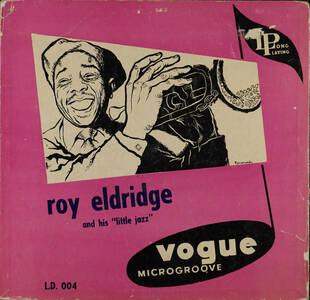 LP
LONG
PLAYING
roy eldridge
and his "little jazz"
vogue
MICROGROOVE
L.D. 004